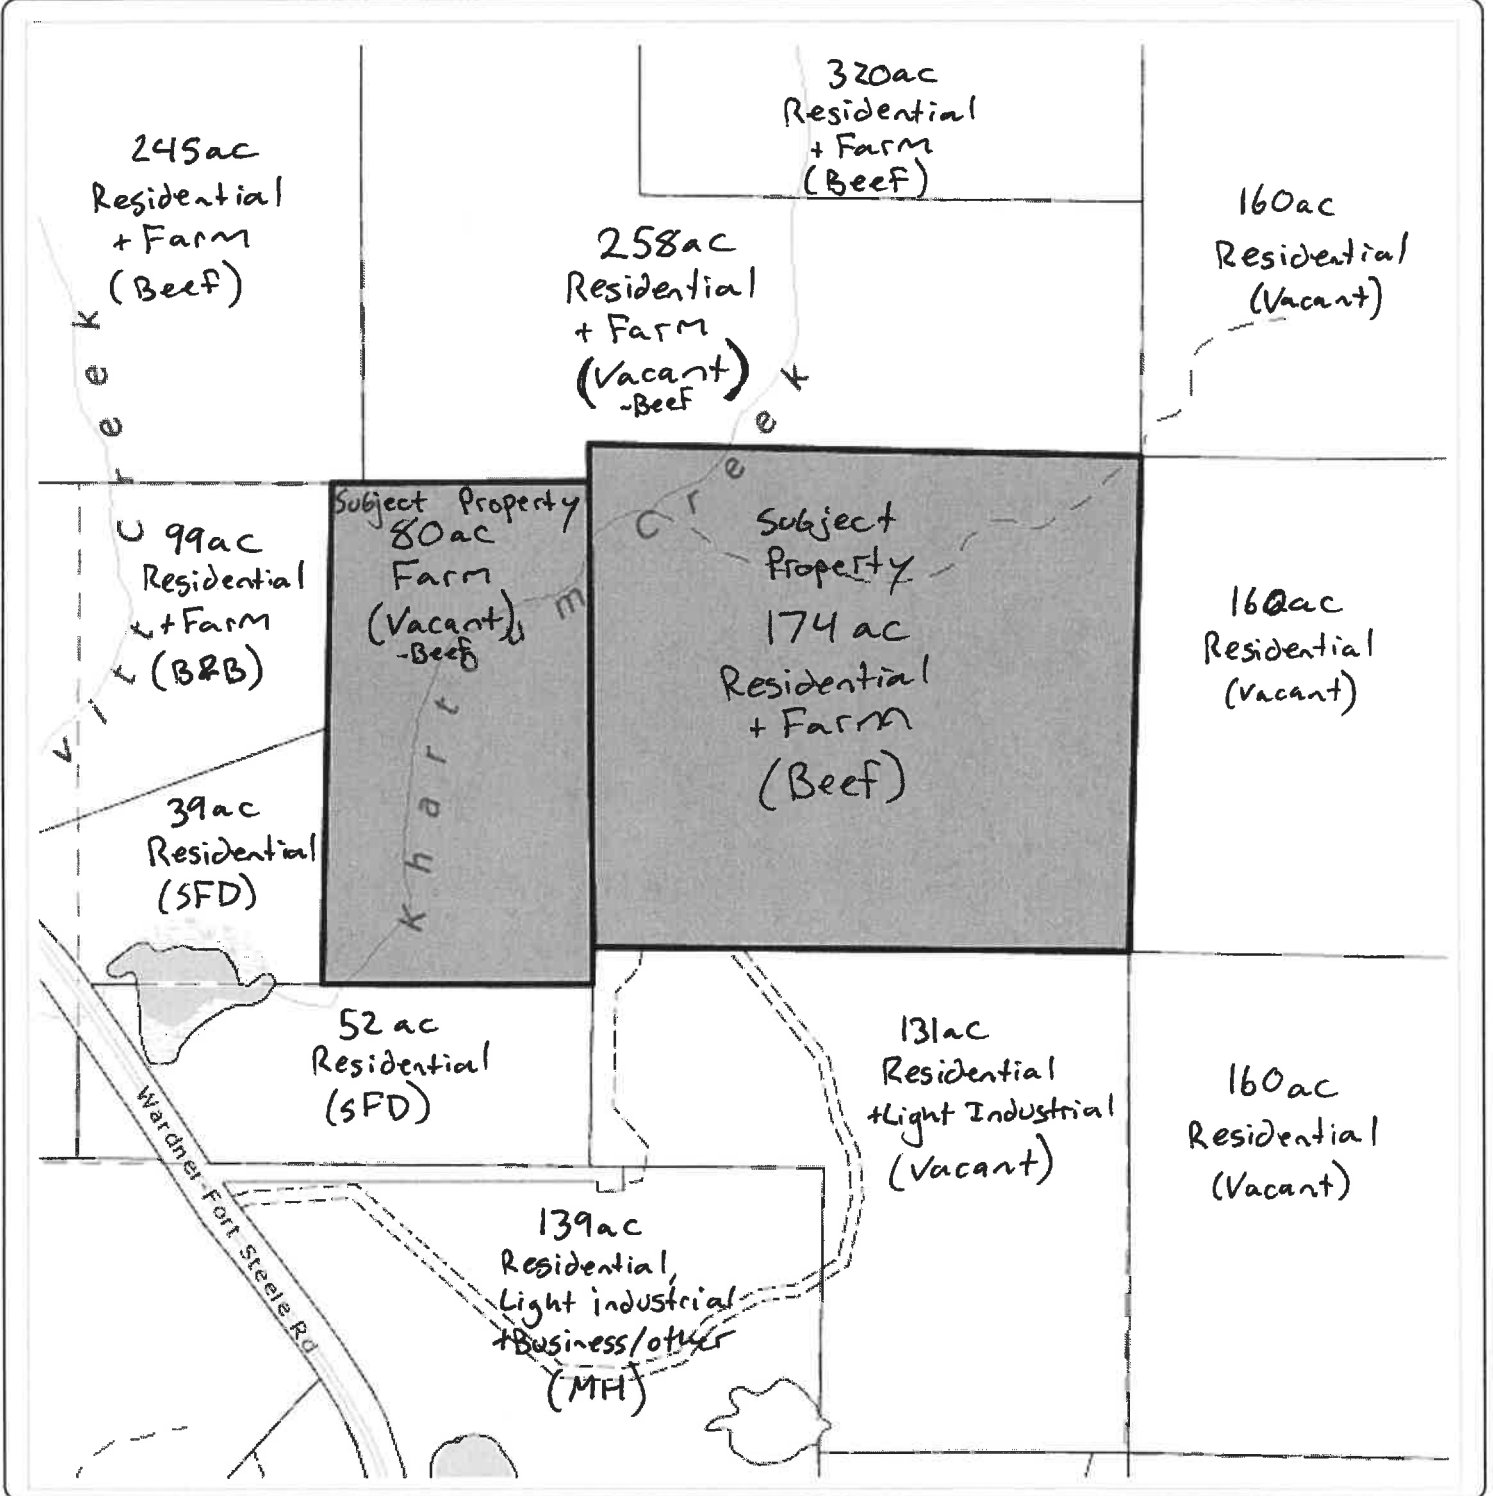 320ac
Residential
+ Farm
(Beef)
245ac
Residential
+ Farm
(Beef)
160ac
Residential
(Vacant)
258ac
Residential
+ Farm
(Vacant)
-Beef
Vitt Creek
Subject Property
80ac
Farm
(Vacant)
-Beef
Khartoum Creek
Subject
Property
174 ac
Residential
+ Farm
(Beef)
99ac
Residential
+Farm
(B&B)
160ac
Residential
(Vacant)
39ac
Residential
(SFD)
52 ac
Residential
(SFD)
131ac
Residential
+Light Industrial
(Vacant)
160ac
Residential
(Vacant)
Wardner-Fort Steele Rd
139ac
Residential,
Light industrial
+Business/other
(MH)